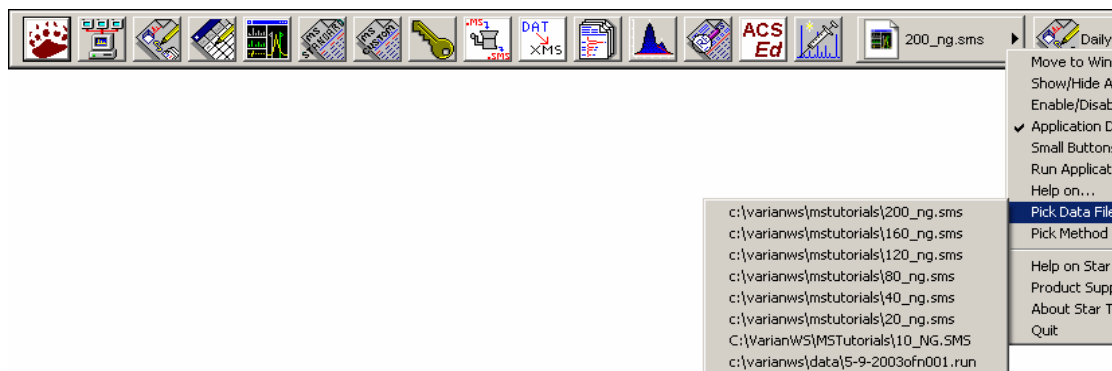 MS STANDARD
MS CUSTOM
.MS
.SMS
DAT
XMS
ACS
Ed
200_ng.sms
Daily
Move to Win
Show/Hide A
Enable/Disab
Application D
Small Button
Run Applicat
Help on...
Pick Data File
Pick Method
Help on Star
Product Supp
About Star T
Quit
c:\varianws\mstutorials\200_ng.sms
c:\varianws\mstutorials\160_ng.sms
c:\varianws\mstutorials\120_ng.sms
c:\varianws\mstutorials\80_ng.sms
c:\varianws\mstutorials\40_ng.sms
c:\varianws\mstutorials\20_ng.sms
C:\VarianWS\MSTutorials\10_NG.SMS
c:\varianws\data\5-9-2003ofn001.run